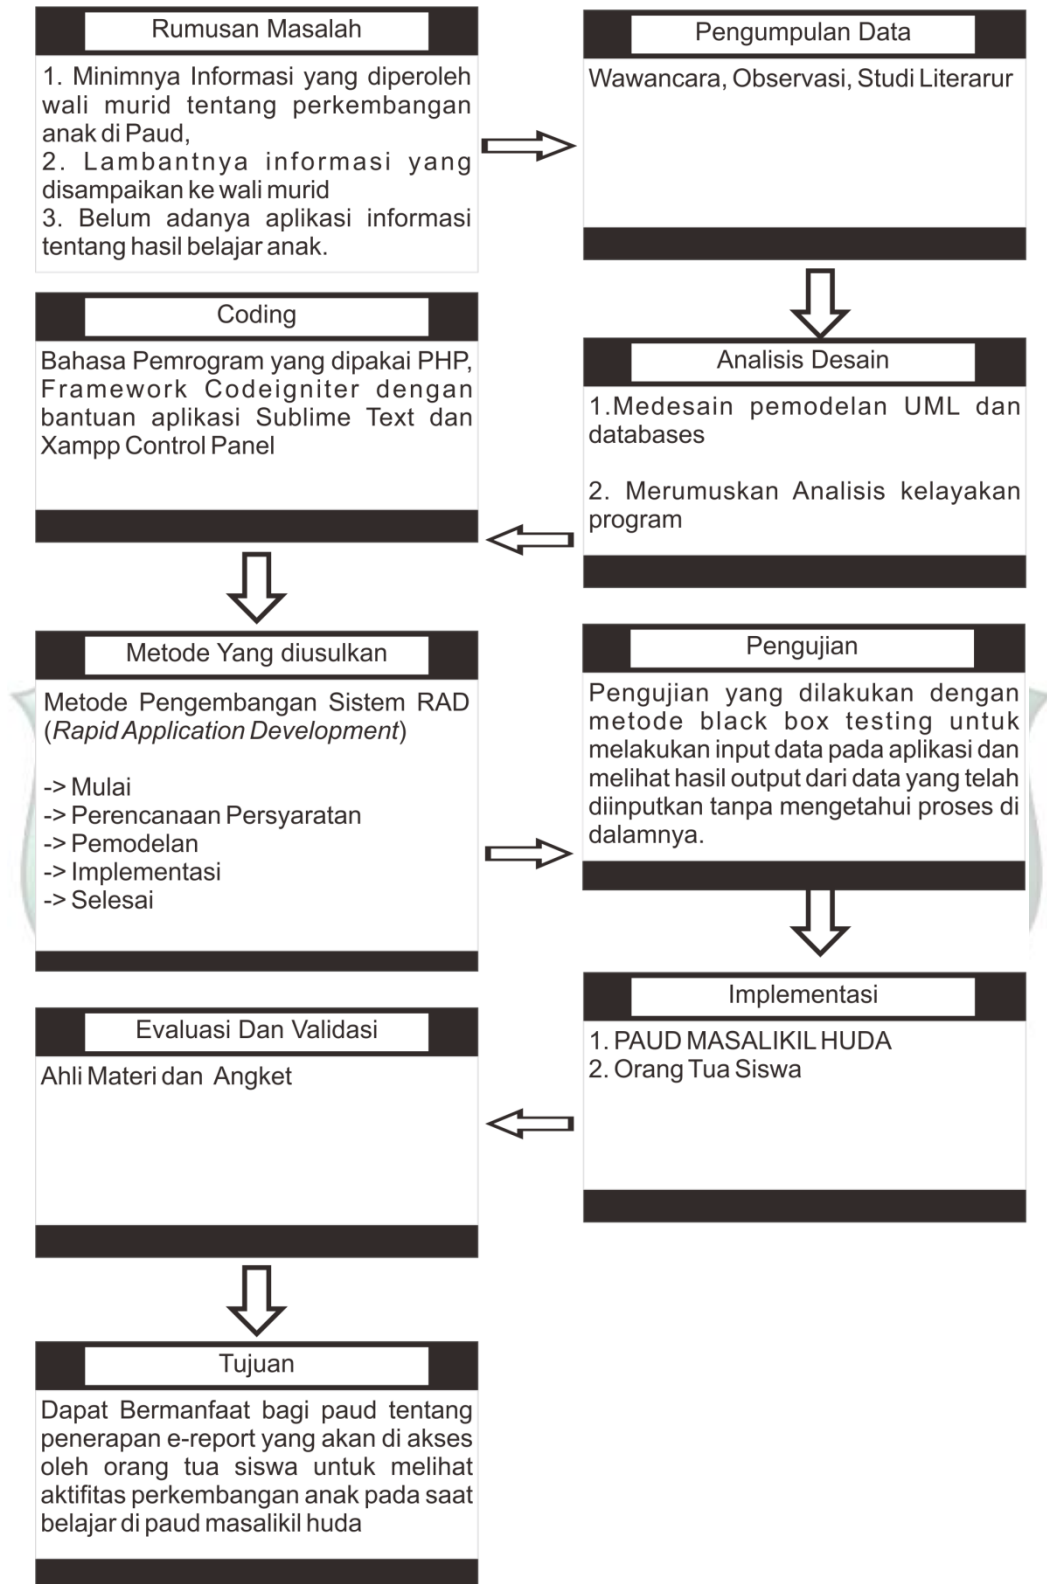 Rumusan Masalah
1. Minimnya Informasi yang diperoleh
wali murid tentang perkembangan
anak di Paud,
2. Lambantnya informasi yang
disampaikan ke wali murid
3. Belum adanya aplikasi informasi
tentang hasil belajar anak.
Pengumpulan Data
Wawancara, Observasi, Studi Literarur
Analisis Desain
1.Medesain pemodelan UML dan
databases
2. Merumuskan Analisis kelayakan
program
Coding
Bahasa Pemrogram yang dipakai PHP,
Framework Codeigniter dengan
bantuan aplikasi Sublime Text dan
Xampp Control Panel
Metode Yang diusulkan
Metode Pengembangan Sistem RAD
(Rapid Application Development)
-> Mulai
-> Perencanaan Persyaratan
-> Pemodelan
-> Implementasi
-> Selesai
Pengujian
Pengujian yang dilakukan dengan
metode black box testing untuk
melakukan input data pada aplikasi dan
melihat hasil output dari data yang telah
diinputkan tanpa mengetahui proses di
dalamnya.
Implementasi
1. PAUD MASALIKIL HUDA
2. Orang Tua Siswa
Evaluasi Dan Validasi
Ahli Materi dan Angket
Tujuan
Dapat Bermanfaat bagi paud tentang
penerapan e-report yang akan di akses
oleh orang tua siswa untuk melihat
aktifitas perkembangan anak pada saat
belajar di paud masalikil huda